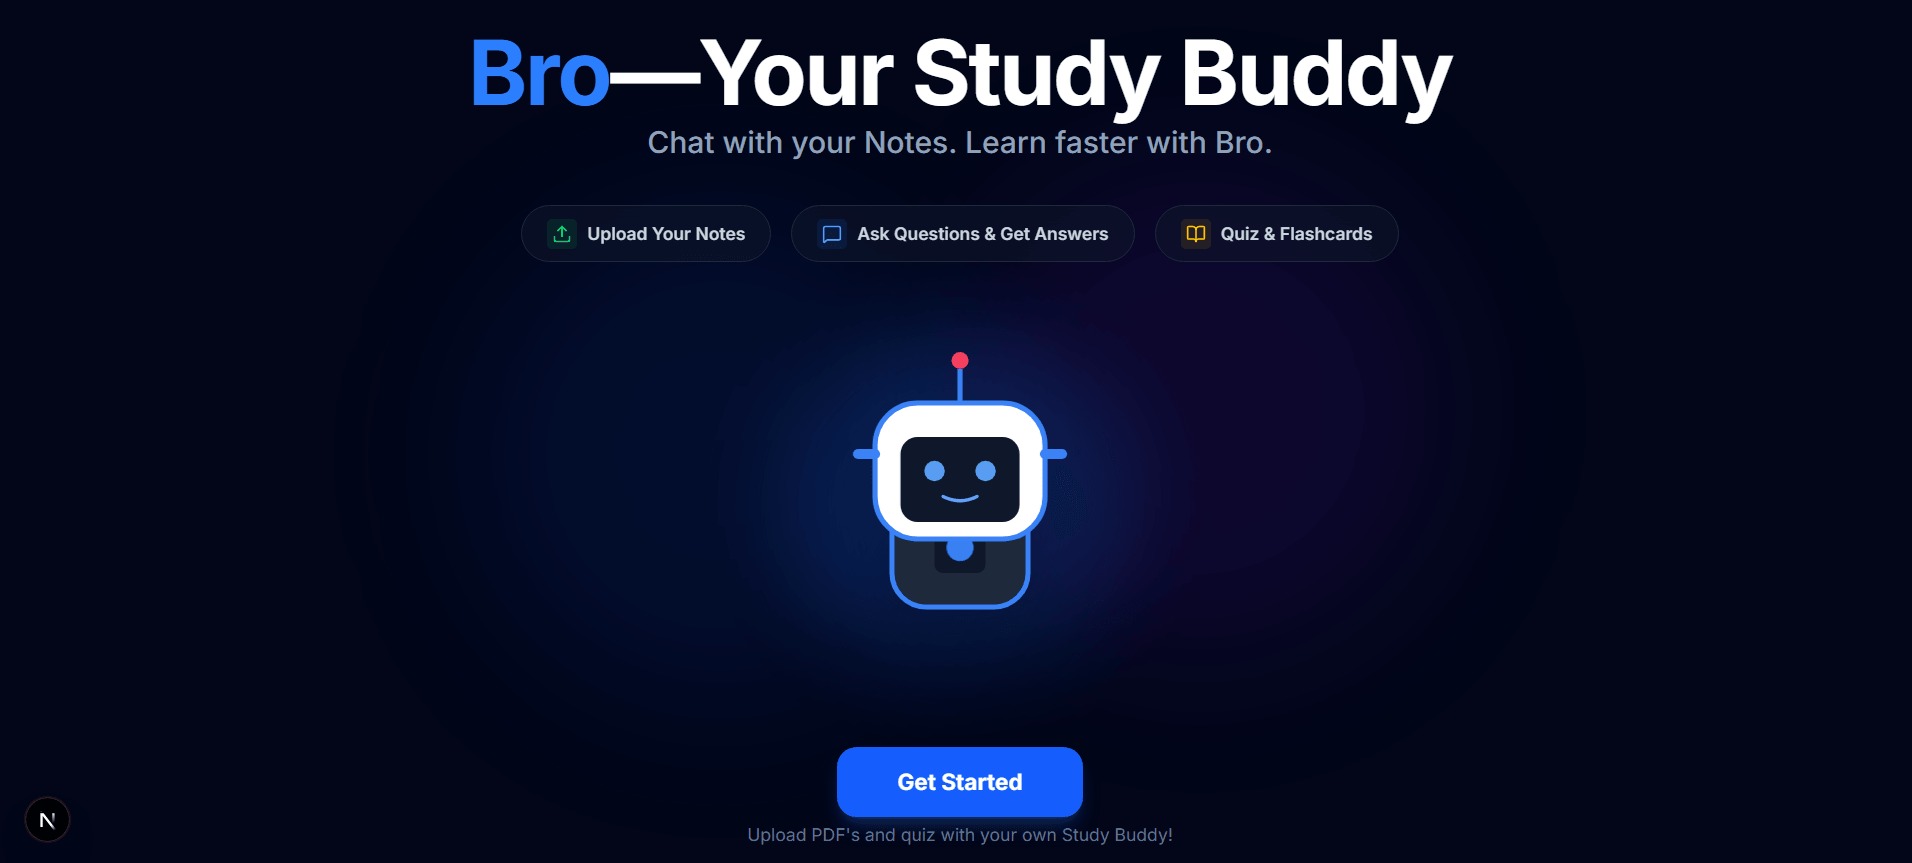 Bro—Your Study Buddy
Chat with your Notes. Learn faster with Bro.
Upload Your Notes
Ask Questions & Get Answers
Quiz & Flashcards
Get Started
N
Upload PDF's and quiz with your own Study Buddy!